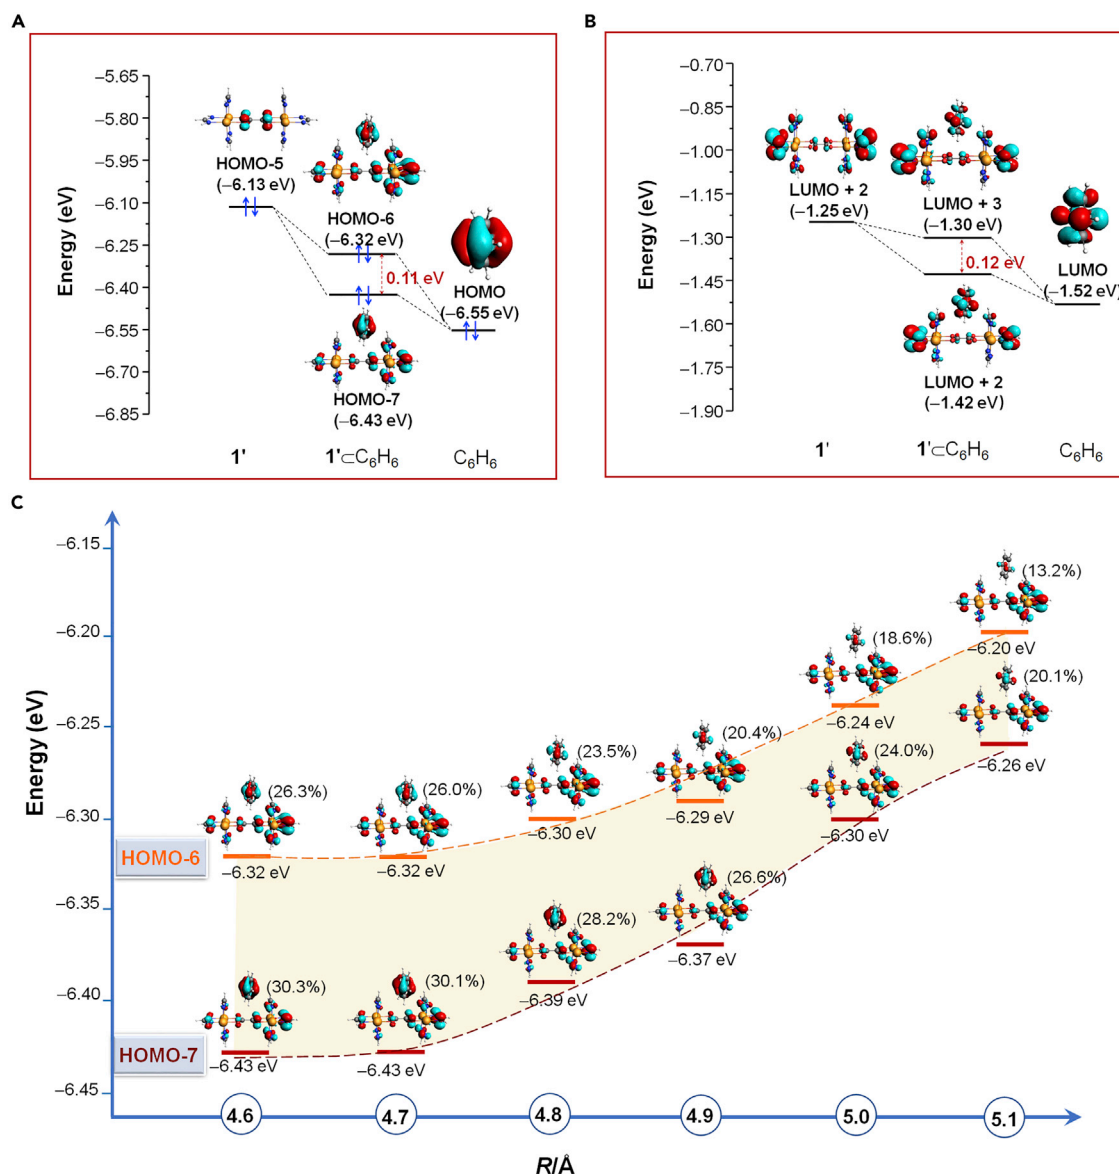 A
−5.65
−5.80
−5.95
−6.10
−6.25
−6.40
−6.55
−6.70
−6.85
Energy (eV)
HOMO-5
(−6.13 eV)
HOMO-6
(−6.32 eV)
0.11 eV
HOMO
(−6.55 eV)
HOMO-7
(−6.43 eV)
1'
1'⊂C₆H₆
C₆H₆
B
−0.70
−0.85
−1.00
−1.15
−1.30
−1.45
−1.60
−1.75
−1.90
Energy (eV)
LUMO + 2
(−1.25 eV)
LUMO + 3
(−1.30 eV)
0.12 eV
LUMO
(−1.52 eV)
LUMO + 2
(−1.42 eV)
1'
1'⊂C₆H₆
C₆H₆
C
−6.15
−6.20
−6.25
−6.30
−6.35
−6.40
−6.45
Energy (eV)
HOMO-6
(26.3%)
−6.32 eV
(26.0%)
−6.32 eV
(23.5%)
−6.30 eV
(20.4%)
−6.29 eV
(18.6%)
−6.24 eV
(13.2%)
−6.20 eV
HOMO-7
(30.3%)
−6.43 eV
(30.1%)
−6.43 eV
(28.2%)
−6.39 eV
(26.6%)
−6.37 eV
(24.0%)
−6.30 eV
(20.1%)
−6.26 eV
4.6
4.7
4.8
4.9
5.0
5.1
R/Å